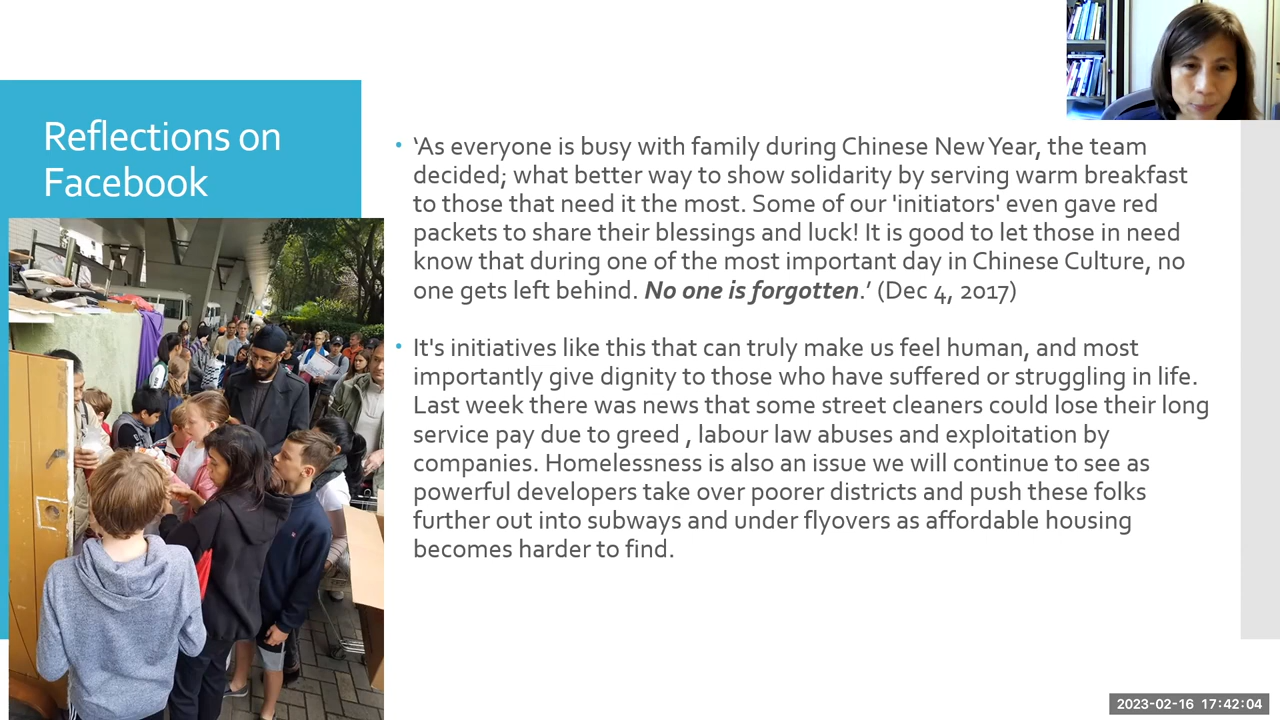 Reflections on
Facebook
• ‘As everyone is busy with family during Chinese New Year, the team
decided; what better way to show solidarity by serving warm breakfast
to those that need it the most. Some of our 'initiators' even gave red
packets to share their blessings and luck! It is good to let those in need
know that during one of the most important day in Chinese Culture, no
one gets left behind. No one is forgotten.’ (Dec 4, 2017)
• It's initiatives like this that can truly make us feel human, and most
importantly give dignity to those who have suffered or struggling in life.
Last week there was news that some street cleaners could lose their long
service pay due to greed , labour law abuses and exploitation by
companies. Homelessness is also an issue we will continue to see as
powerful developers take over poorer districts and push these folks
further out into subways and under flyovers as affordable housing
becomes harder to find.
2023-02-16 17:42:04